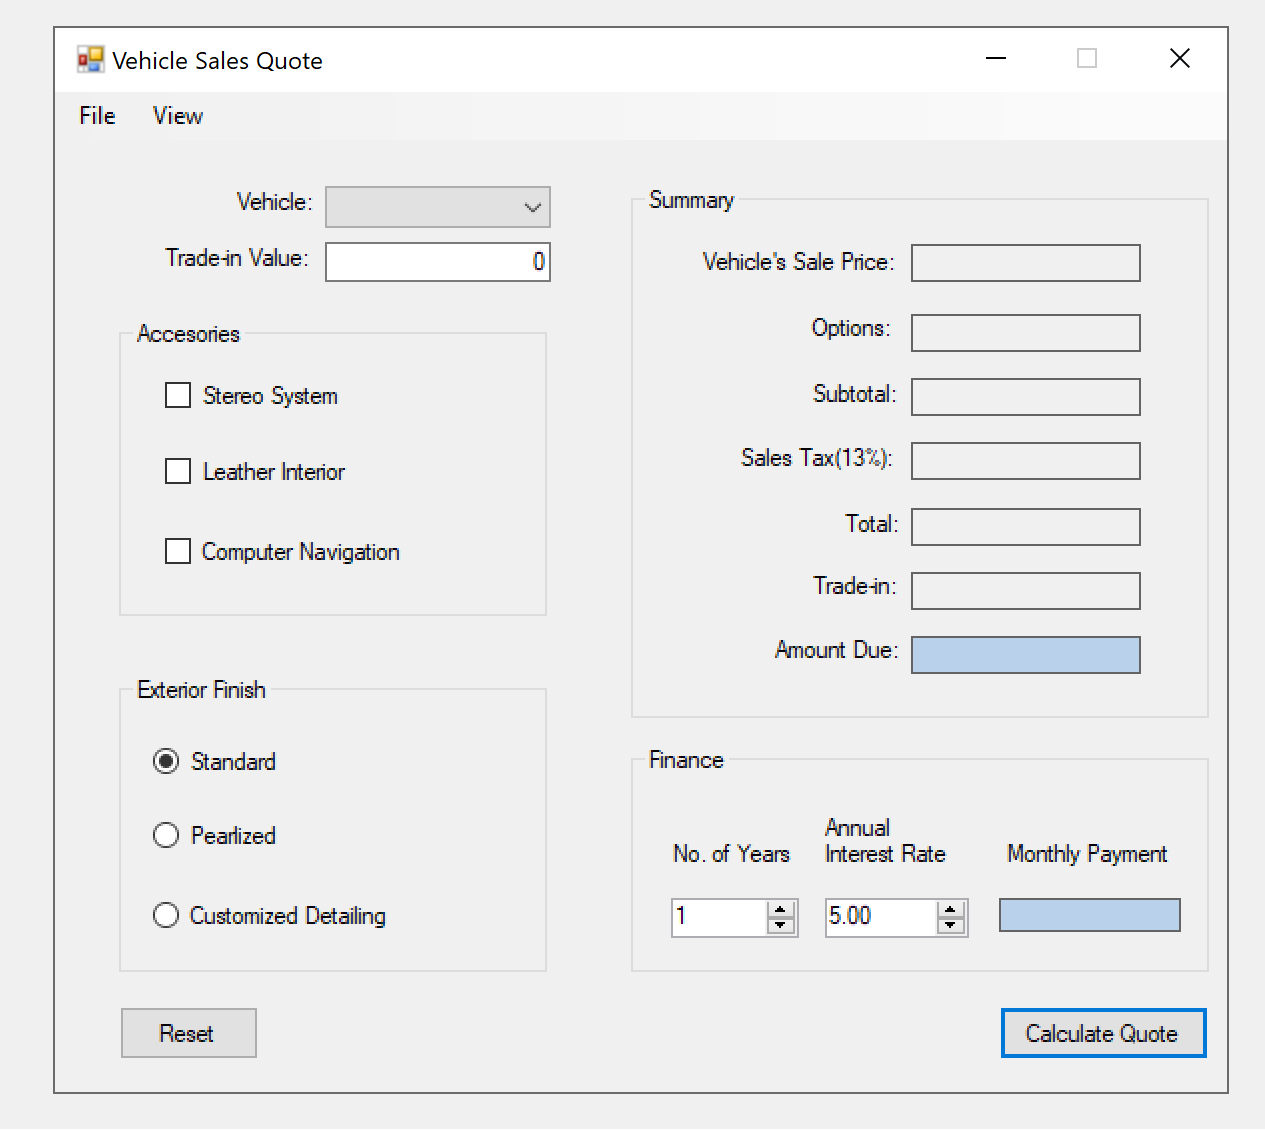 Vehicle Sales Quote
File View
Vehicle:
Trade-in Value: 0
Accesories
Stereo System
Leather Interior
Computer Navigation
Exterior Finish
Standard
Pearlized
Customized Detailing
Reset
Summary
Vehicle's Sale Price:
Options:
Subtotal:
Sales Tax(13%):
Total:
Trade-in:
Amount Due:
Finance
No. of Years
Annual
Interest Rate
Monthly Payment
1 5.00
Calculate Quote